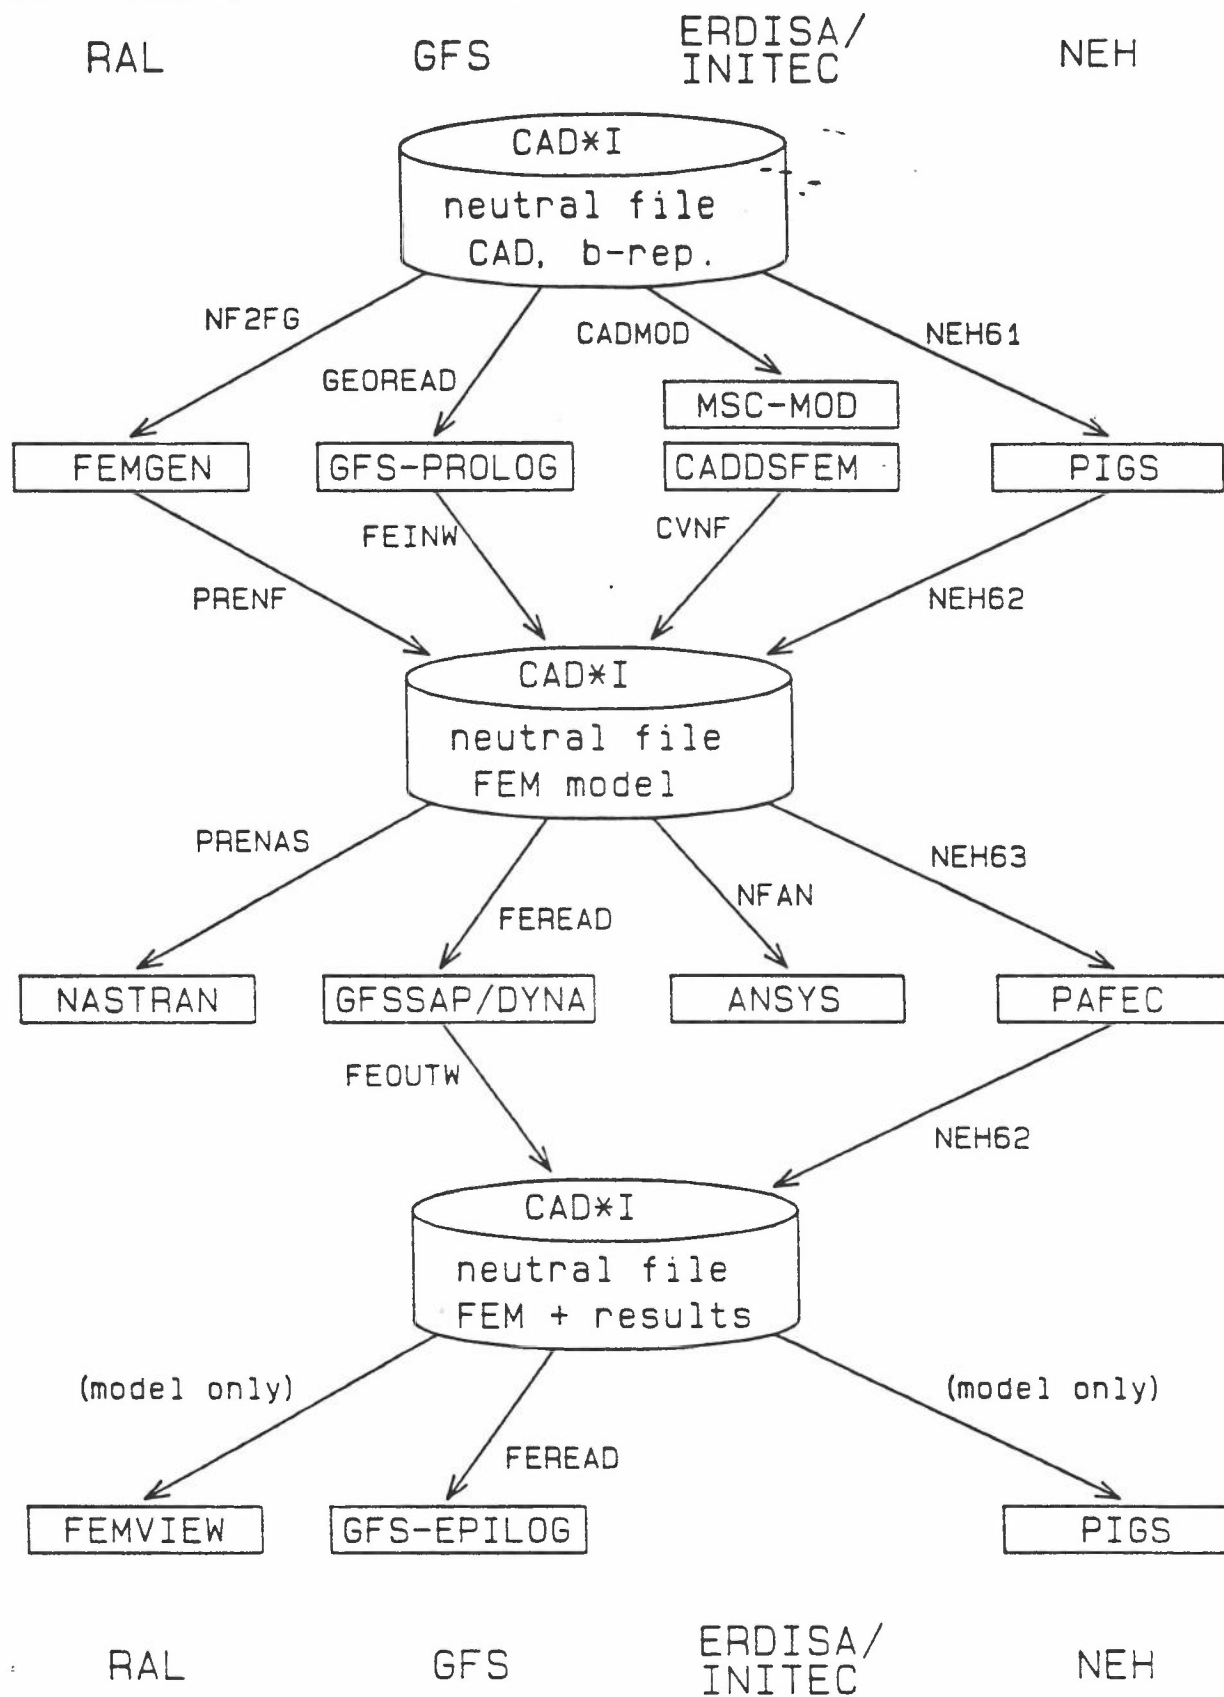 RAL
GFS
ERDISA/
INITEC
NEH
CAD*I
neutral file
CAD, b-rep.
NF2FG
GEOREAD
CADMOD
NEH61
MSC-MOD
FEMGEN
GFS-PROLOG
CADDSFEM
PIGS
PRENF
FEINW
CVNF
NEH62
CAD*I
neutral file
FEM model
PRENAS
FEREAD
NFAN
NEH63
NASTRAN
GFSSAP/DYNA
ANSYS
PAFEC
FEOUTW
NEH62
CAD*I
neutral file
FEM + results
(model only)
FEREAD
(model only)
FEMVIEW
GFS-EPILOG
PIGS
RAL
GFS
ERDISA/
INITEC
NEH